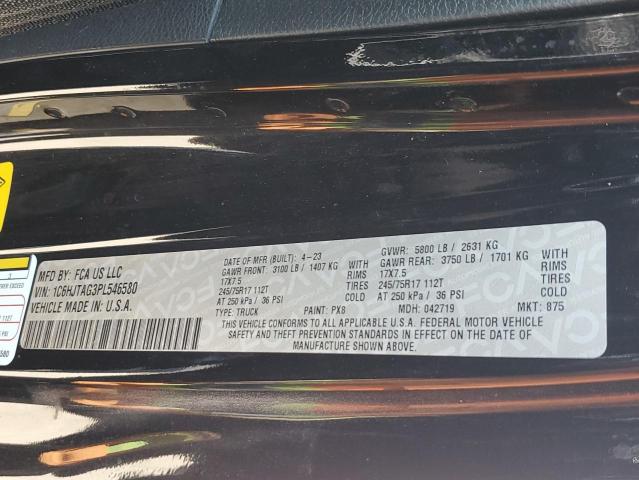 MFD BY: FCA US LLC
VIN: 1C6HJTAG3PL546580
VEHICLE MADE IN: U.S.A.
DATE OF MFR (BUILT): 4-23
GAWR FRONT: 3100 LB / 1407 KG WITH
17X7.5 RIMS
245/75R17 112T TIRES
AT 250 kPa / 36 PSI COLD
GVWR: 5800 LB / 2631 KG
GAWR REAR: 3750 LB / 1701 KG WITH
17X7.5 RIMS
245/75R17 112T TIRES
AT 250 kPa / 36 PSI COLD
TYPE: TRUCK PAINT: PX8 MDH: 042719 MKT: 875
THIS VEHICLE CONFORMS TO ALL APPLICABLE U.S.A. FEDERAL MOTOR VEHICLE
SAFETY AND THEFT PREVENTION STANDARDS IN EFFECT ON THE DATE OF
MANUFACTURE SHOWN ABOVE.